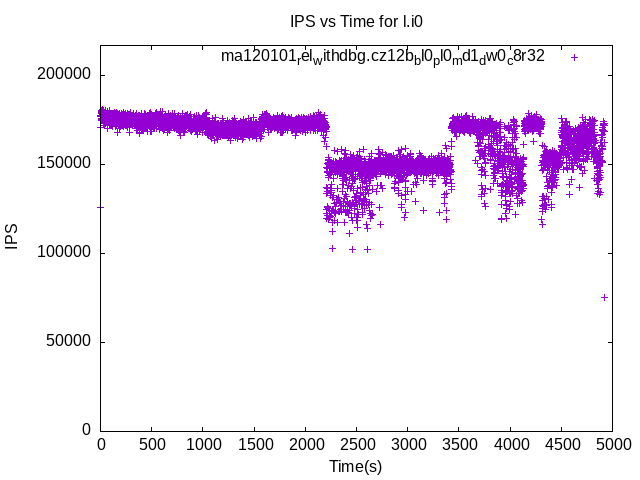 IPS vs Time for l.i0
ma120101_rel_withdbg.cz12b_bl0_pl0_md1_dw0_c8r32
200000
150000
100000
50000
0
IPS
0 500 1000 1500 2000 2500 3000 3500 4000 4500 5000
Time(s)